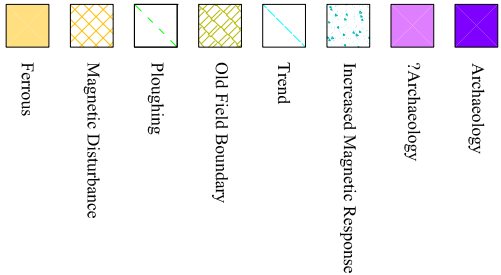 Ferrous
Magnetic Disturbance
Ploughing
Old Field Boundary
Trend
Increased Magnetic Response
?Archaeology
Archaeology